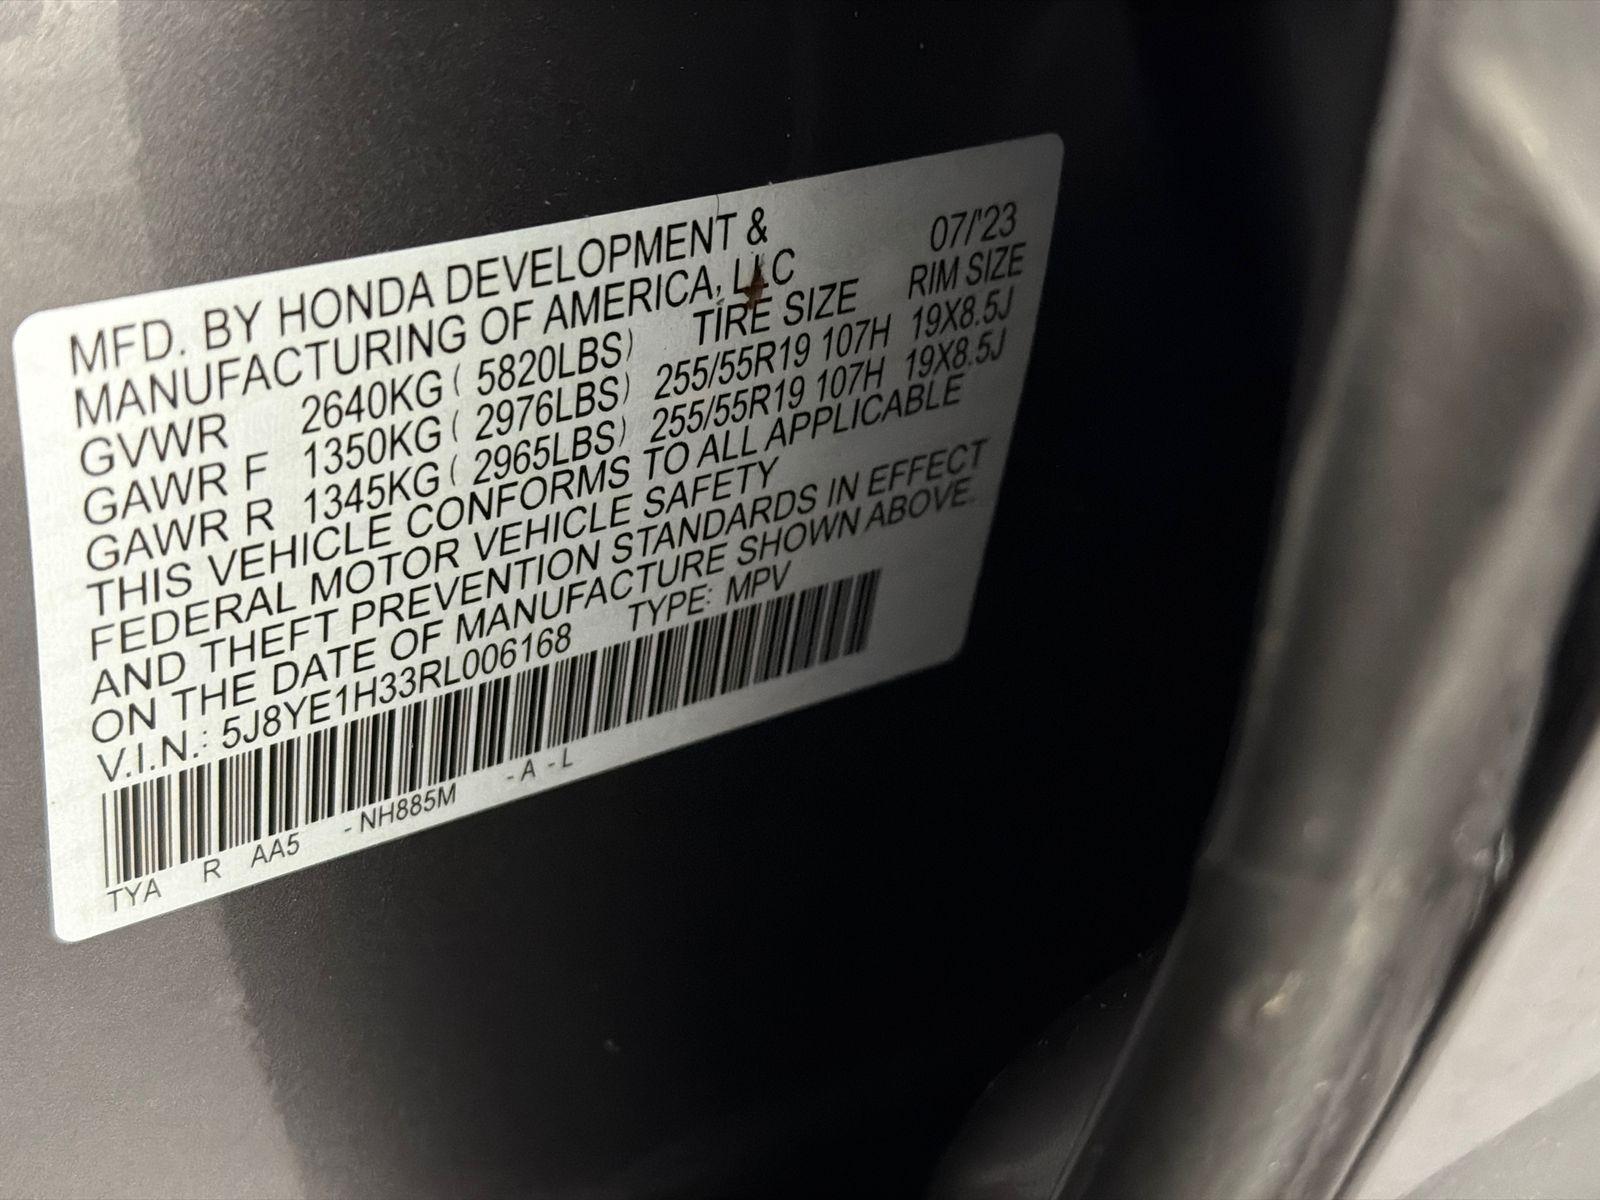 MFD. BY HONDA DEVELOPMENT & 07/'23
MANUFACTURING OF AMERICA, LLC
TIRE SIZE RIM SIZE
GVWR 2640KG ( 5820LBS)
GAWR F 1350KG ( 2976LBS) 255/55R19 107H 19X8.5J
GAWR R 1345KG ( 2965LBS) 255/55R19 107H 19X8.5J
THIS VEHICLE CONFORMS TO ALL APPLICABLE
FEDERAL MOTOR VEHICLE SAFETY
AND THEFT PREVENTION STANDARDS IN EFFECT
ON THE DATE OF MANUFACTURE SHOWN ABOVE.
V.I.N.: 5J8YE1H33RL006168 TYPE: MPV
TYA R AA5 -NH885M -A -L